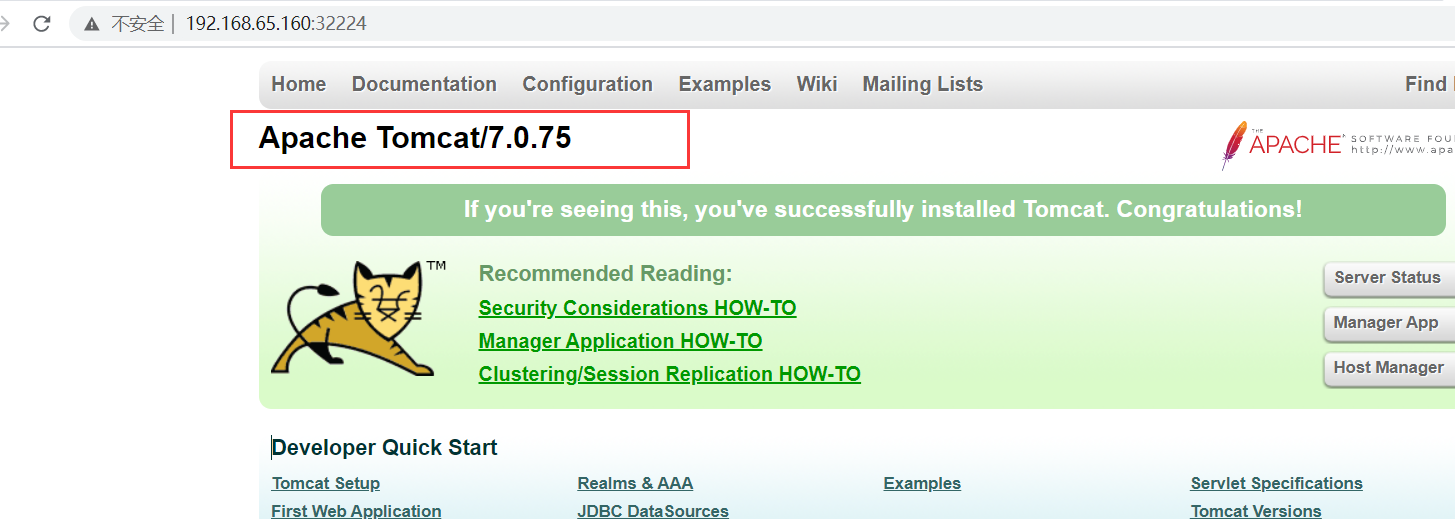 不安全 | 192.168.65.160:32224
Home Documentation Configuration Examples Wiki Mailing Lists Find
Apache Tomcat/7.0.75
THE
APACHE SOFTWARE FOU
http://www.apa
If you're seeing this, you've successfully installed Tomcat. Congratulations!
TM
Recommended Reading:
Security Considerations HOW-TO
Manager Application HOW-TO
Clustering/Session Replication HOW-TO
Server Status
Manager App
Host Manager
Developer Quick Start
Tomcat Setup Realms & AAA Examples Servlet Specifications
First Web Application JDBC DataSources Tomcat Versions